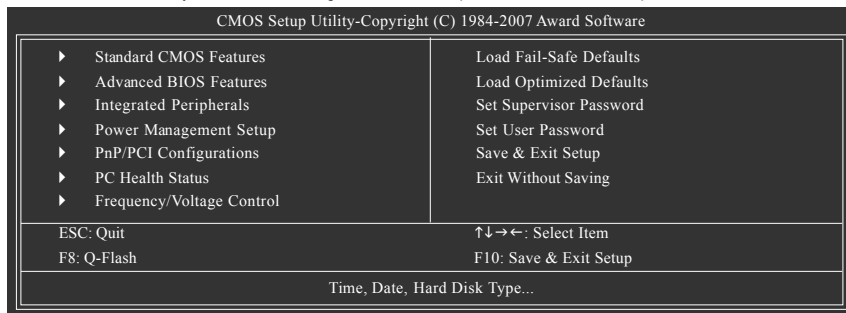 CMOS Setup Utility-Copyright (C) 1984-2007 Award Software
Standard CMOS Features
Advanced BIOS Features
Integrated Peripherals
Power Management Setup
PnP/PCI Configurations
PC Health Status
Frequency/Voltage Control
Load Fail-Safe Defaults
Load Optimized Defaults
Set Supervisor Password
Set User Password
Save & Exit Setup
Exit Without Saving
ESC: Quit
↑↓→←: Select Item
F8: Q-Flash
F10: Save & Exit Setup
Time, Date, Hard Disk Type...